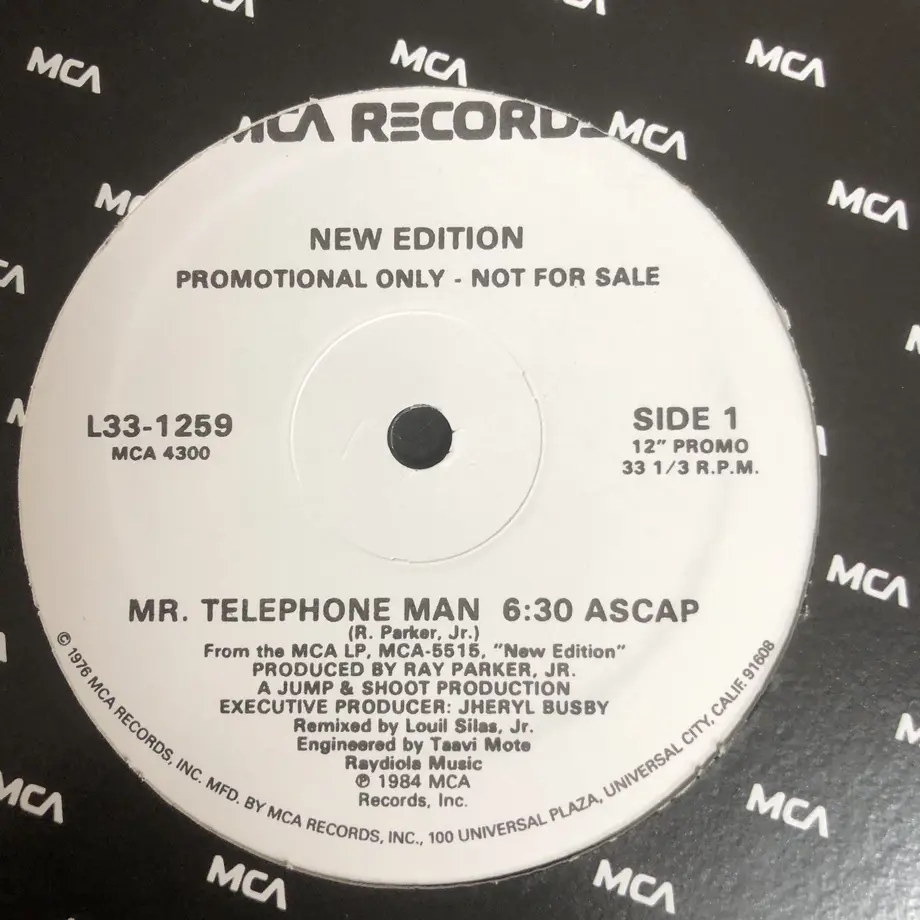 MCA
MCA
MCA
MCA RECORDS
MCA
MCA
NEW EDITION
PROMOTIONAL ONLY - NOT FOR SALE
L33-1259
MCA 4300
SIDE 1
12" PROMO
33 1/3 R.P.M.
MCA
MR. TELEPHONE MAN 6:30 ASCAP
(R. Parker, Jr.)
From the MCA LP, MCA-5515, "New Edition"
PRODUCED BY RAY PARKER, JR.
A JUMP & SHOOT PRODUCTION
EXECUTIVE PRODUCER: JHERYL BUSBY
Remixed by Louil Silas, Jr.
Engineered by Taavi Mote
Raydiola Music
℗ 1984 MCA
Records, Inc.
© 1976 MCA RECORDS, INC. MFD. BY MCA RECORDS, INC., 100 UNIVERSAL PLAZA, UNIVERSAL CITY, CALIF. 91608
MCA
MCA
MCA
MCA